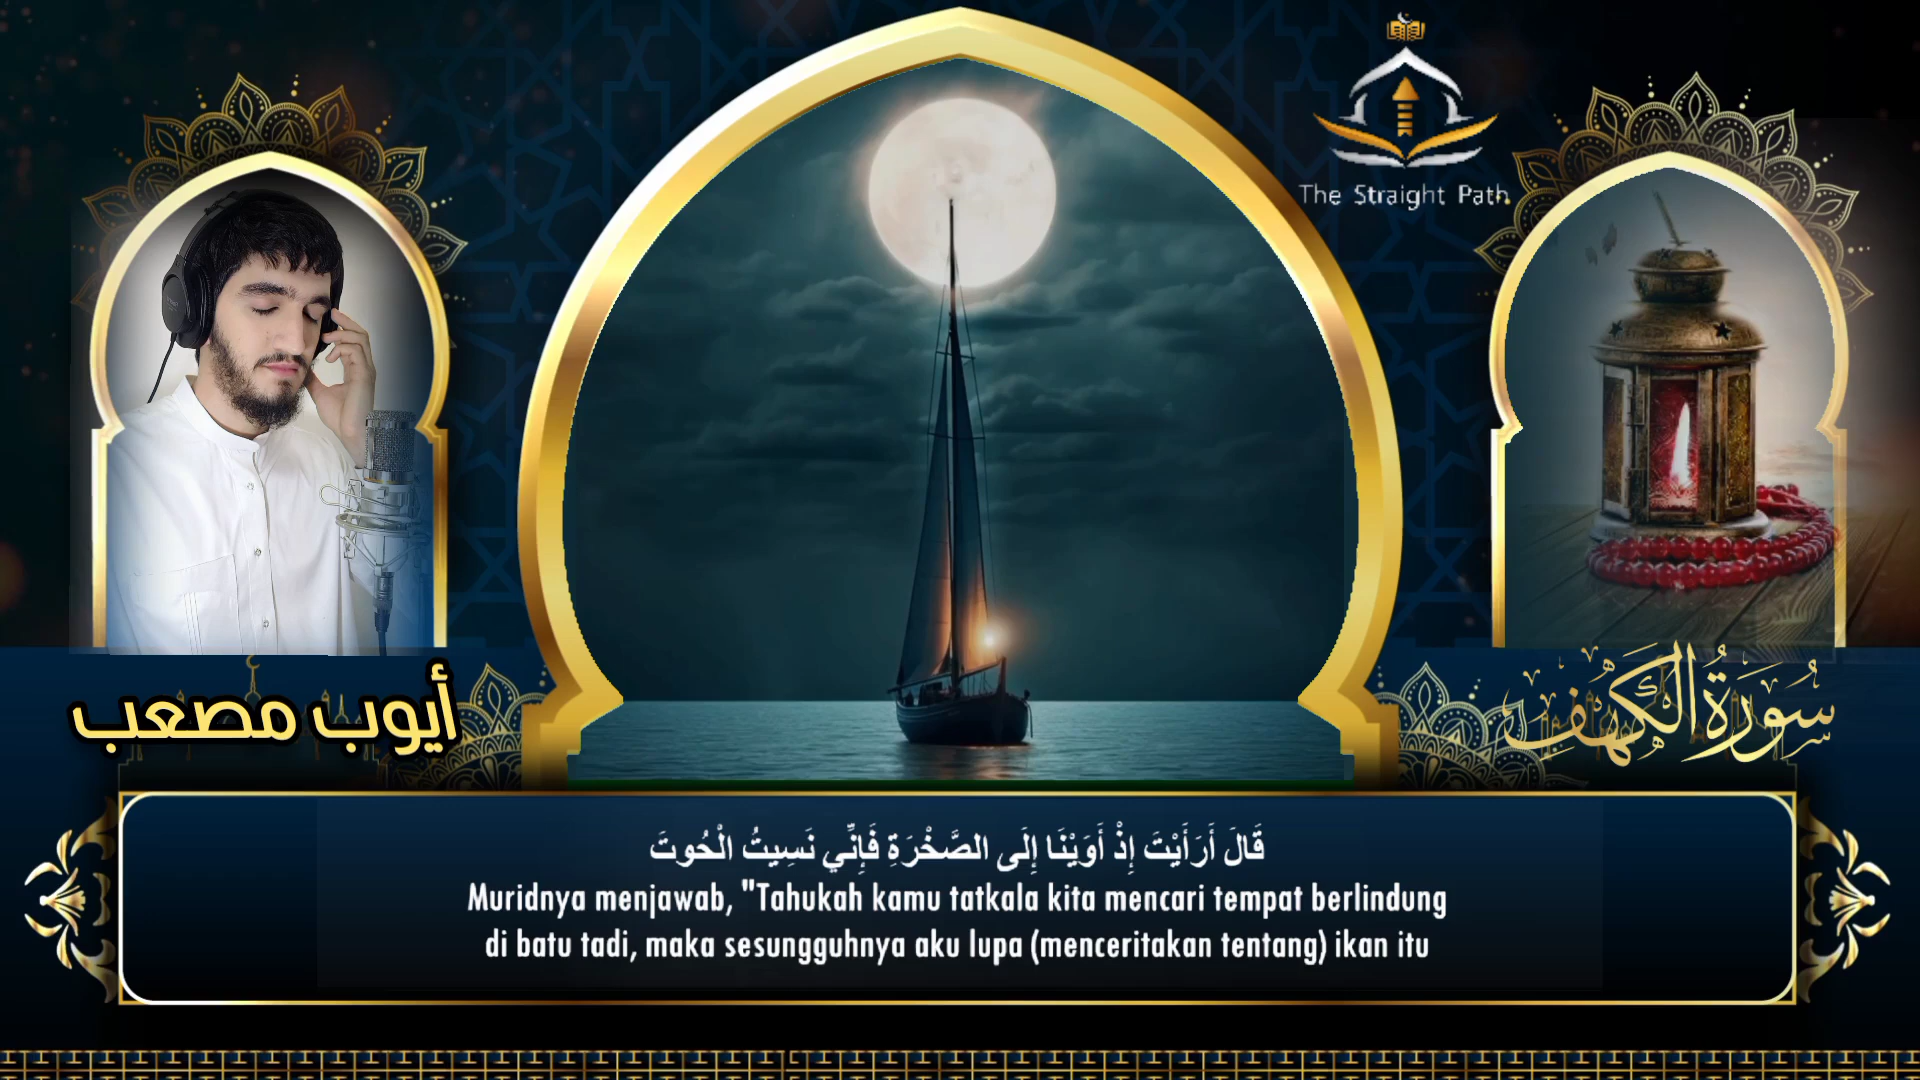 The Straight Path
أيوب مصعب
سُورَةُ الْكَهْفِ
قَالَ أَرَأَيْتَ إِذْ أَوَيْنَا إِلَى الصَّخْرَةِ فَإِنِّي نَسِيتُ الْحُوتَ
Muridnya menjawab, "Tahukah kamu tatkala kita mencari tempat berlindung
di batu tadi, maka sesungguhnya aku lupa (menceritakan tentang) ikan itu